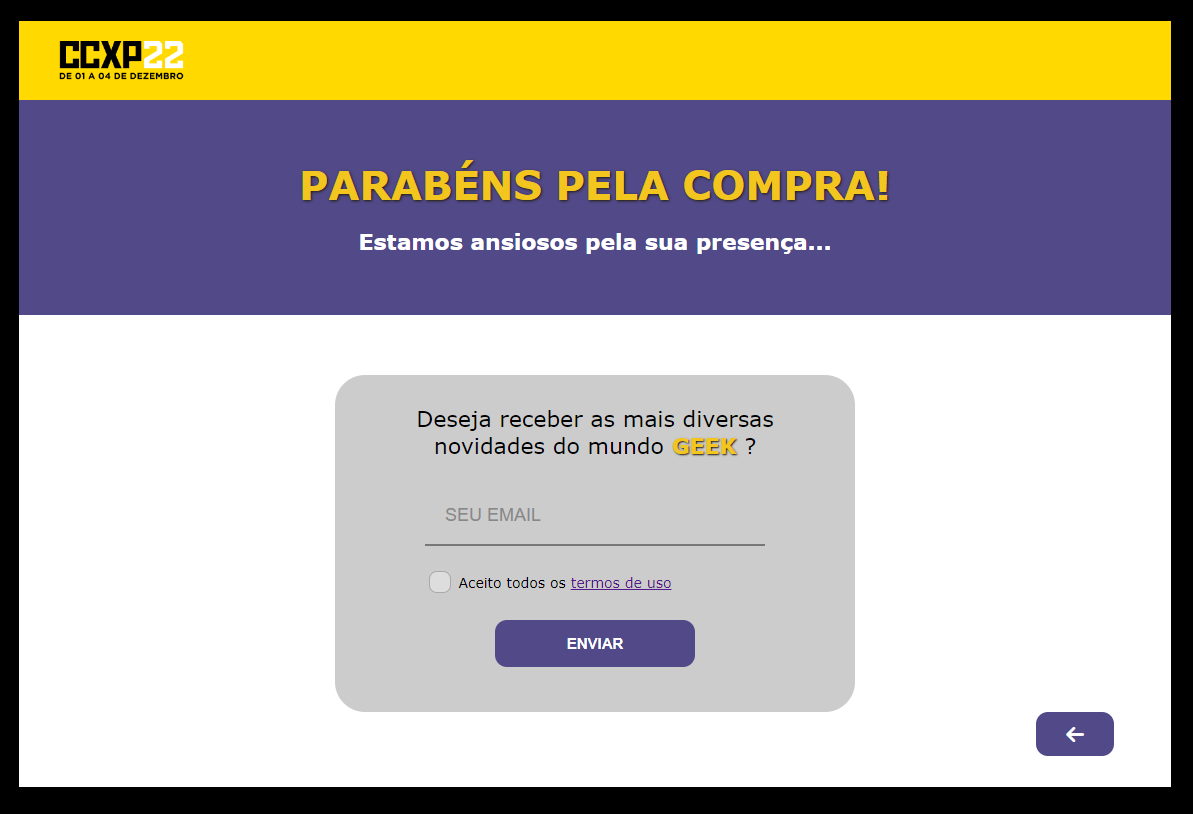 CCXP22
DE 01 A 04 DE DEZEMBRO
PARABÉNS PELA COMPRA!
Estamos ansiosos pela sua presença...
Deseja receber as mais diversas
novidades do mundo GEEK ?
SEU EMAIL
Aceito todos os termos de uso
ENVIAR